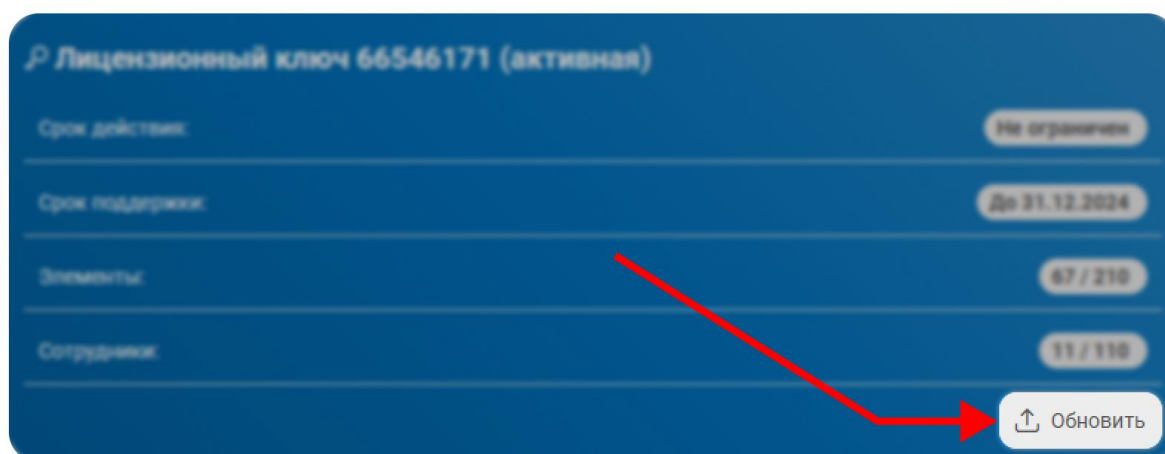 Лицензионный ключ 66546171 (активная)
Срок действия: Не ограничен
Срок поддержки: До 31.12.2024
Элементы: 67 / 210
Сотрудники: 11 / 110
Обновить